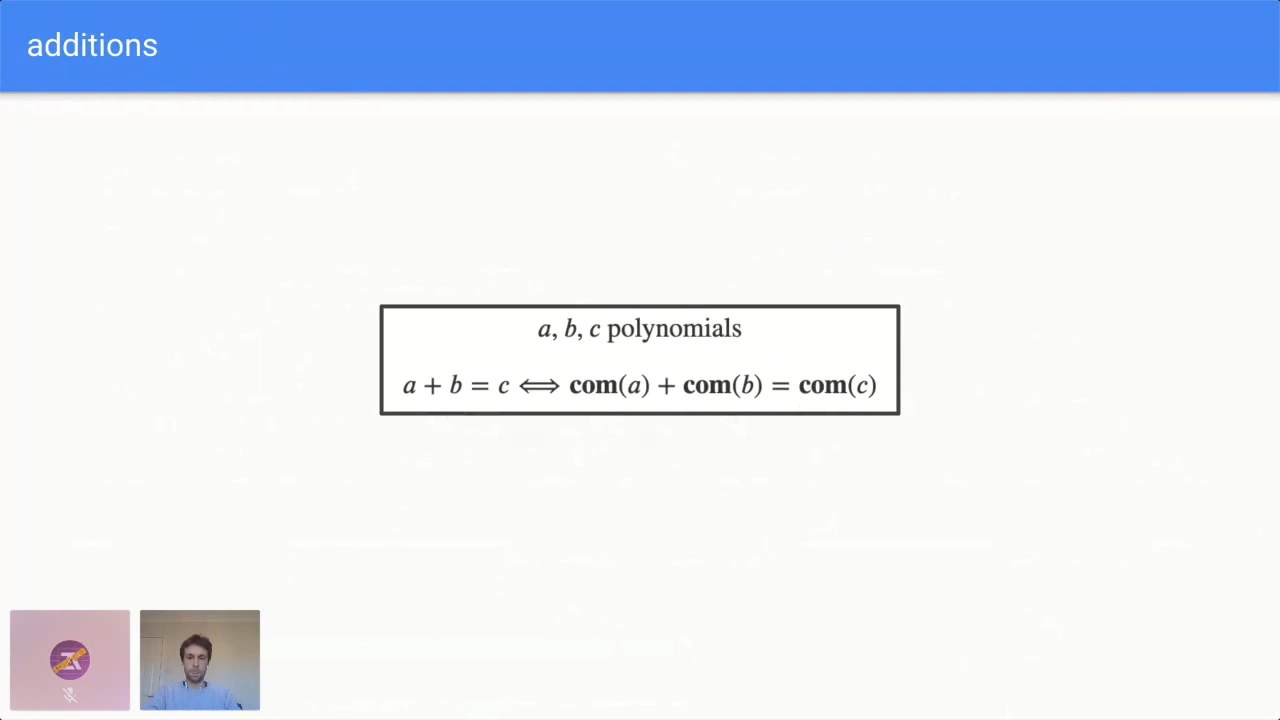 additions
a, b, c polynomials
a + b = c ⟺ com(a) + com(b) = com(c)